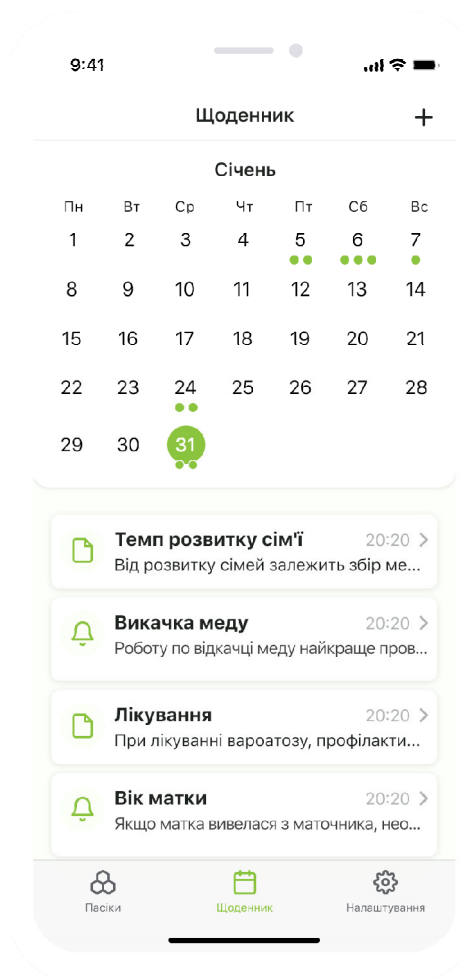 9:41
Щоденник +
Січень
Пн Вт Ср Чт Пт Сб Вс
1 2 3 4 5 6 7
8 9 10 11 12 13 14
15 16 17 18 19 20 21
22 23 24 25 26 27 28
29 30 31
Темп розвитку сім'ї 20:20
Від розвитку сімей залежить збір ме...
Викачка меду 20:20
Роботу по відкачці меду найкраще пров...
Лікування 20:20
При лікуванні вароатозу, профілакти...
Вік матки 20:20
Якщо матка вивелася з маточника, нео...
Пасіки Щоденник Налаштування